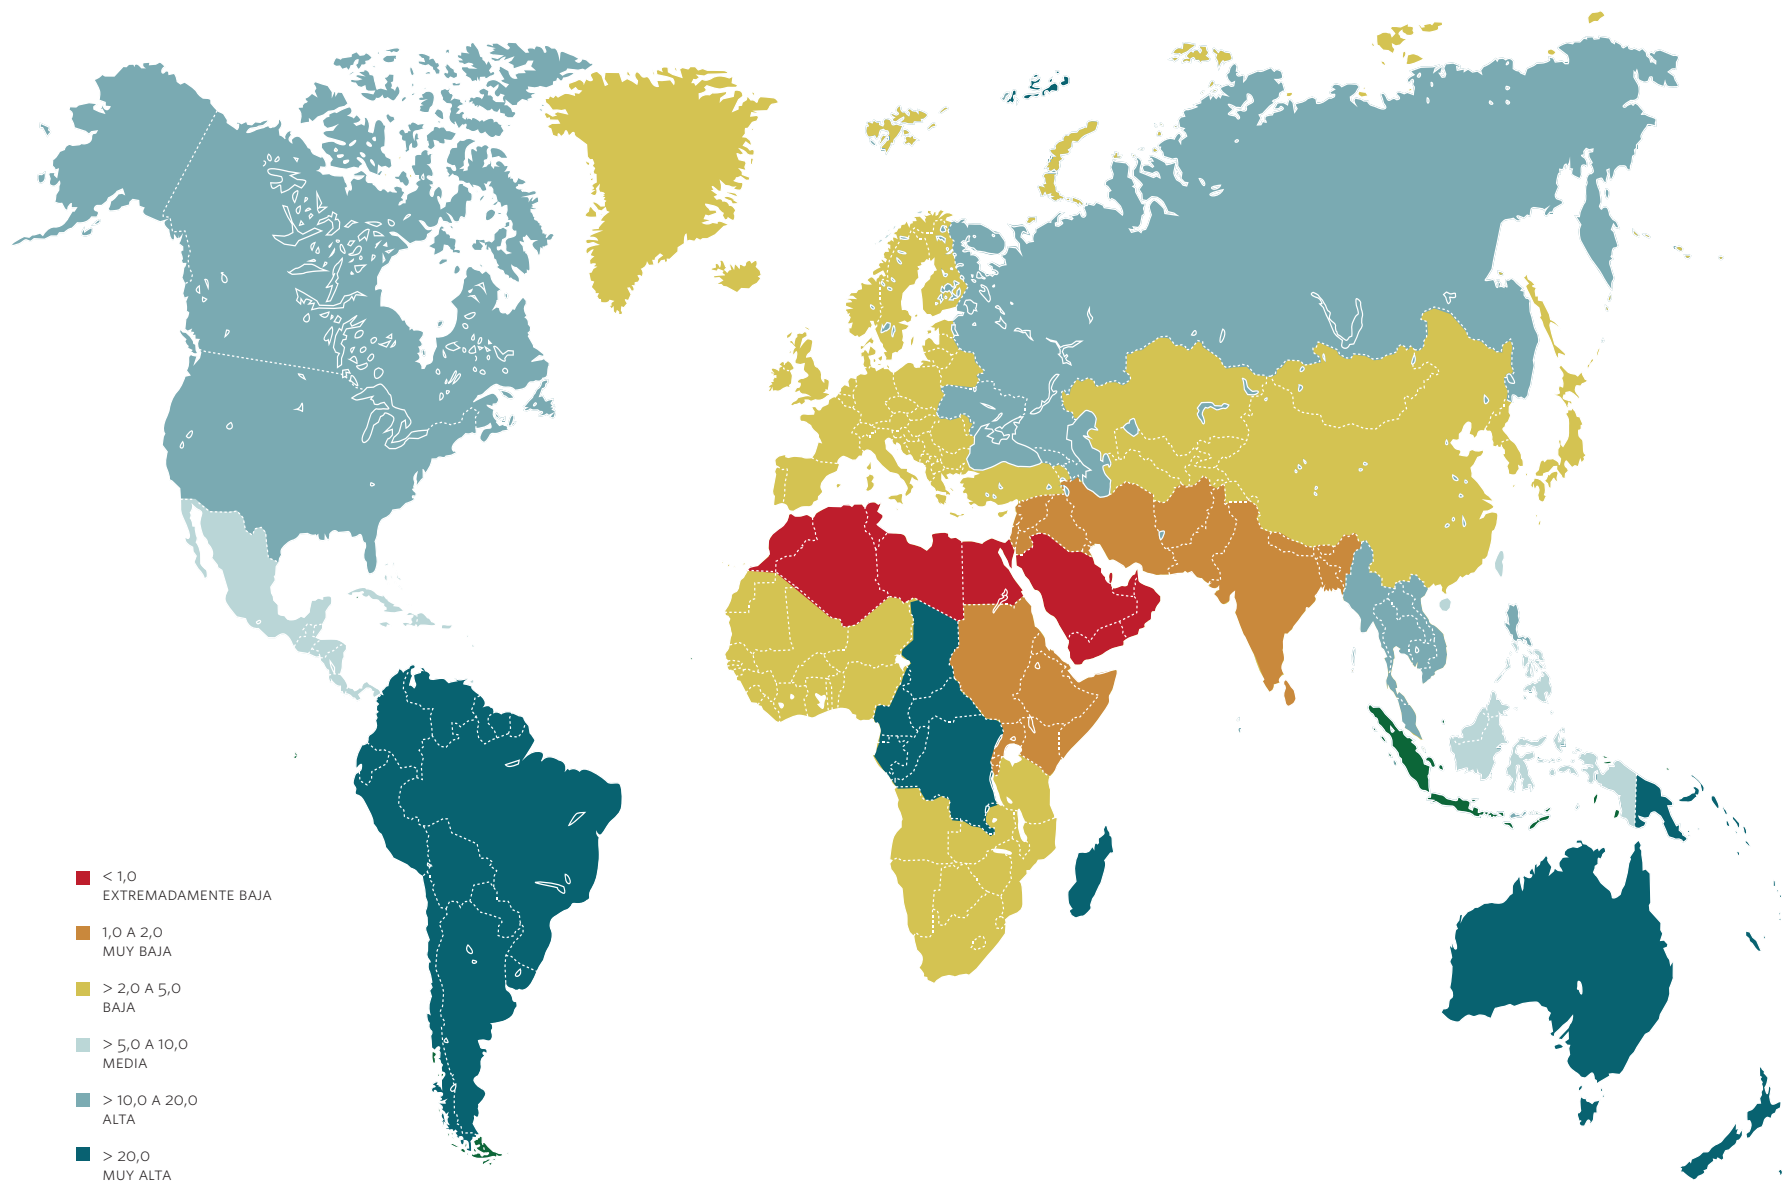 < 1,0
EXTREMADAMENTE BAJA
1,0 A 2,0
MUY BAJA
> 2,0 A 5,0
BAJA
> 5,0 A 10,0
MEDIA
> 10,0 A 20,0
ALTA
> 20,0
MUY ALTA